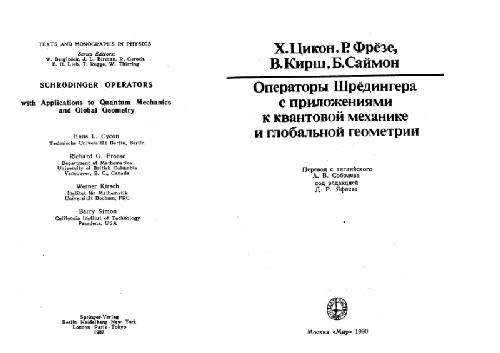 TEXTS AND MONOGRAPHS IN PHYSICS
Series Editors:
W. Beiglböck, J. L. Birman, R. Geroch,
E. H. Lieb, T. Regge, W. Thirring
SCHRÖDINGER OPERATORS
with Applications to Quantum Mechanics
and Global Geometry
Hans L. Cycon
Technische Universität Berlin, Berlin
Richard G. Froese
Department of Mathematics
University of British Columbia
Vancouver, B. C., Canada
Werner Kirsch
Institut für Mathematik
Universität Bochum, FRG
Barry Simon
California Institut of Technology
Pasadena, USA
Springer-Verlag
Berlin Heidelberg New York
London Paris Tokyo
1987
Х.Цикон, Р.Фрёзе,
В.Кирш, Б.Саймон
Операторы Шрёдингера
с приложениями
к квантовой механике
и глобальной геометрии
Перевод с английского
А. В. Соболева
под редакцией
Д. Р. Яфаева
Москва «Мир» 1990